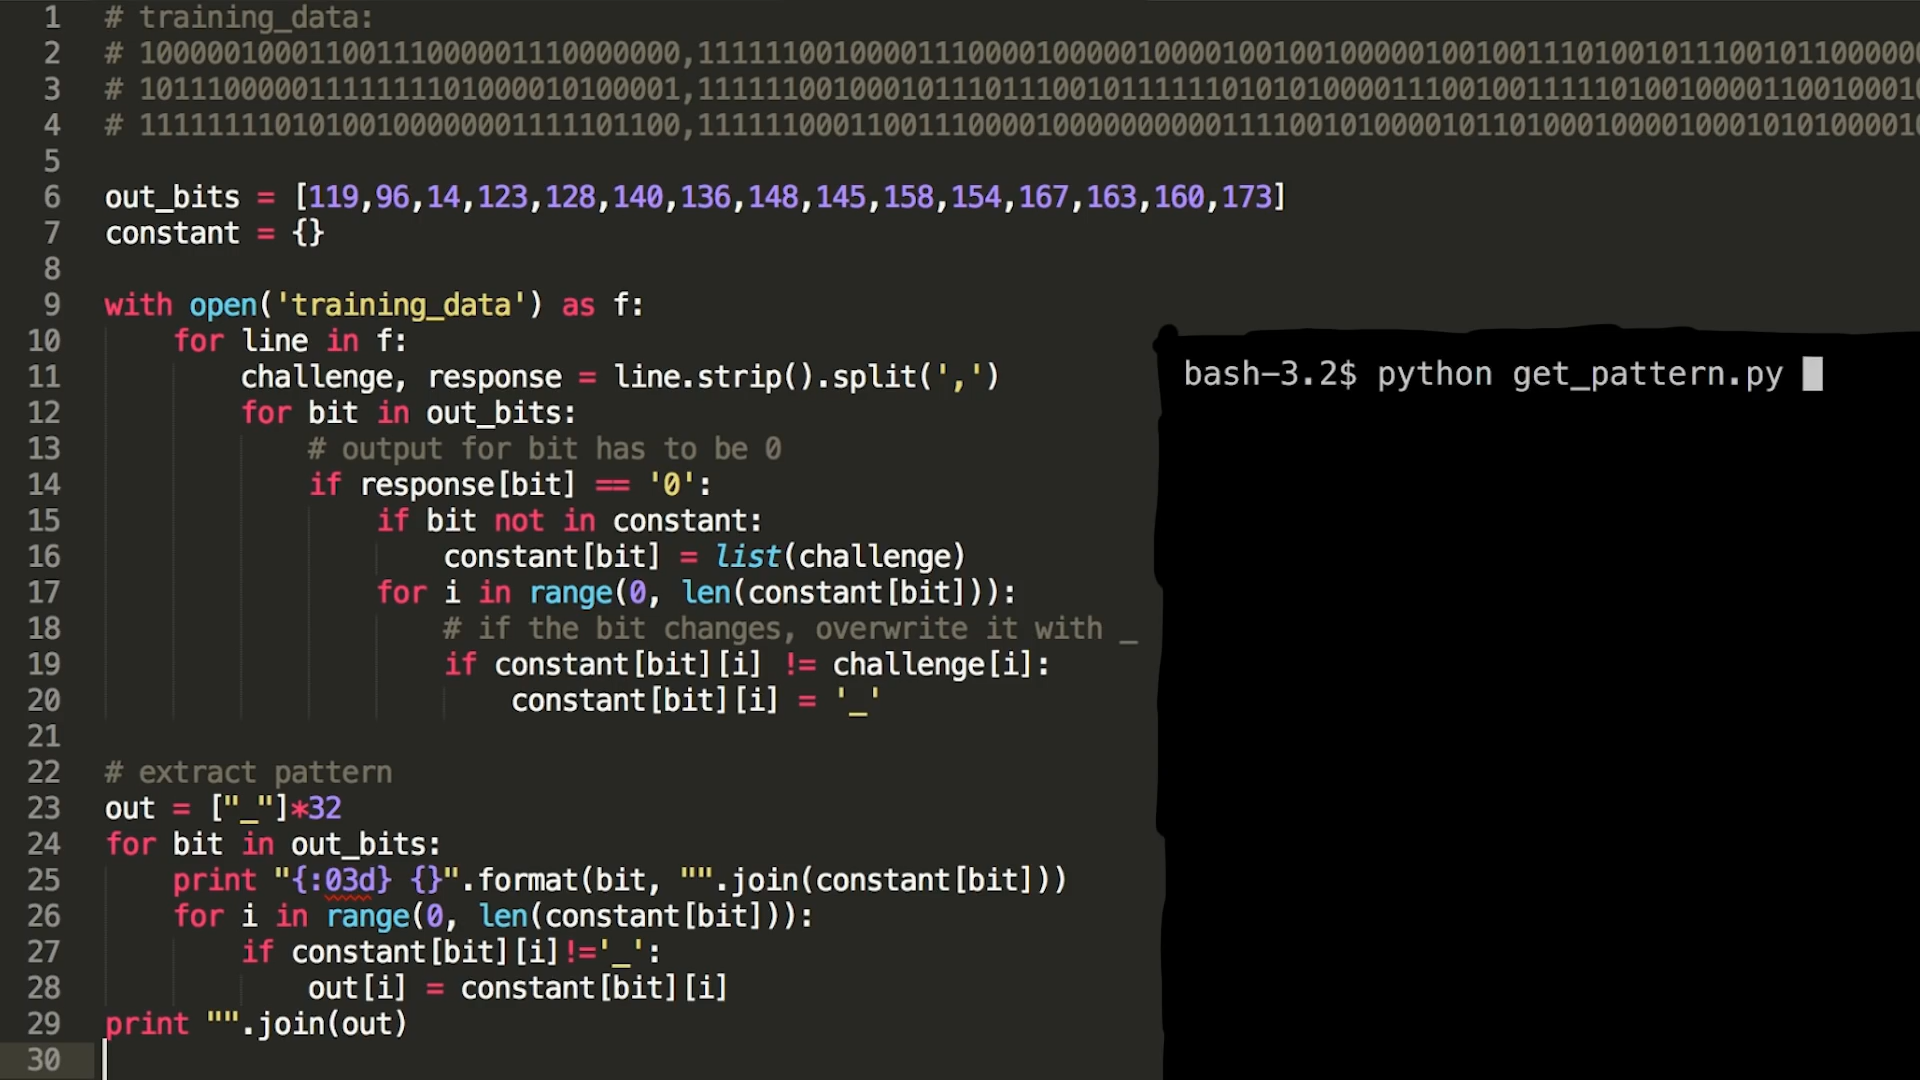 1 # training_data:
2 # 10000010001100111000001110000000,111111001000011100001000001000010010010000010010011101001011100101100000
3 # 10111000001111111101000010100001,111111001000101110111001011111101010100001110010011111010010000110010001
4 # 11111111010100100000001111101100,111111000110011100001000000000011110010100001011010001000010001010100001
5
6 out_bits = [119,96,14,123,128,140,136,148,145,158,154,167,163,160,173]
7 constant = {}
8
9 with open('training_data') as f:
10 for line in f:
11 challenge, response = line.strip().split(',')
12 for bit in out_bits:
13 # output for bit has to be 0
14 if response[bit] == '0':
15 if bit not in constant:
16 constant[bit] = list(challenge)
17 for i in range(0, len(constant[bit])):
18 # if the bit changes, overwrite it with _
19 if constant[bit][i] != challenge[i]:
20 constant[bit][i] = '_'
21
22 # extract pattern
23 out = ["_"]*32
24 for bit in out_bits:
25 print "{:03d} {}".format(bit, "".join(constant[bit]))
26 for i in range(0, len(constant[bit])):
27 if constant[bit][i]!='_':
28 out[i] = constant[bit][i]
29 print "".join(out)
30
bash-3.2$ python get_pattern.py